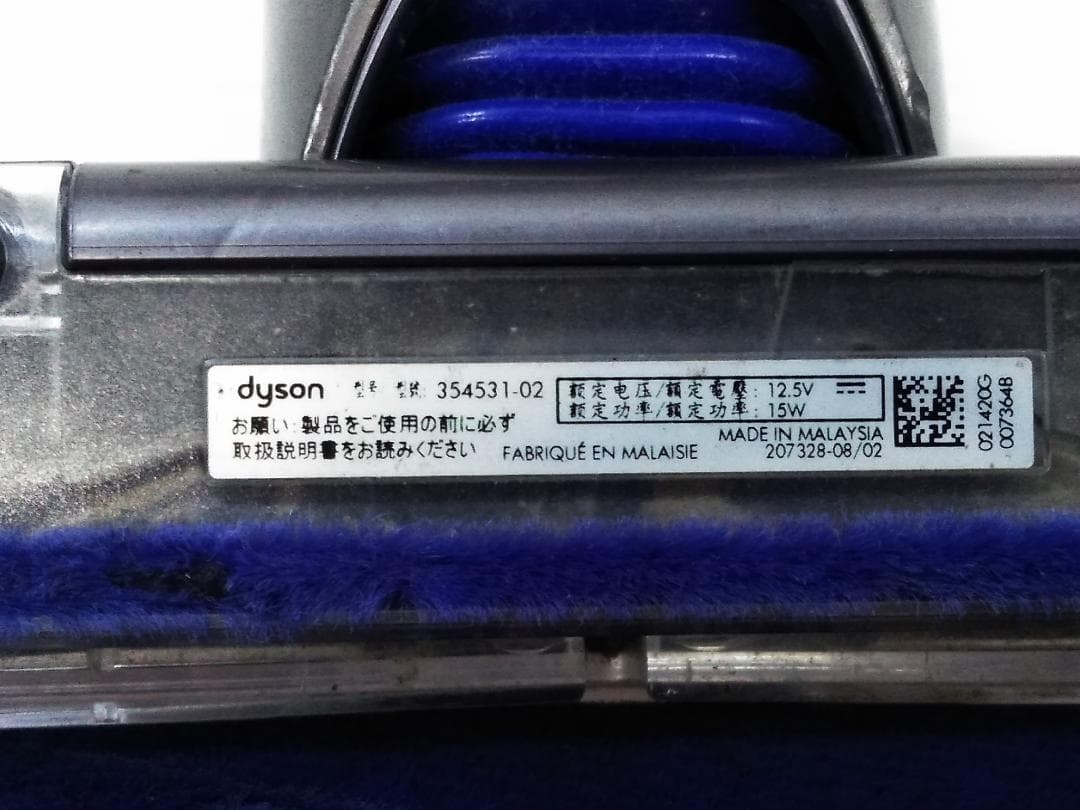 dyson 型号 型號 354531-02
お願い:製品をご使用の前に必ず
取扱説明書をお読みください
FABRIQUÉ EN MALAISIE
额定电压/額定電壓: 12.5V
额定功率/額定功率: 15W
MADE IN MALAYSIA
207328-08/02
021420G
007364B